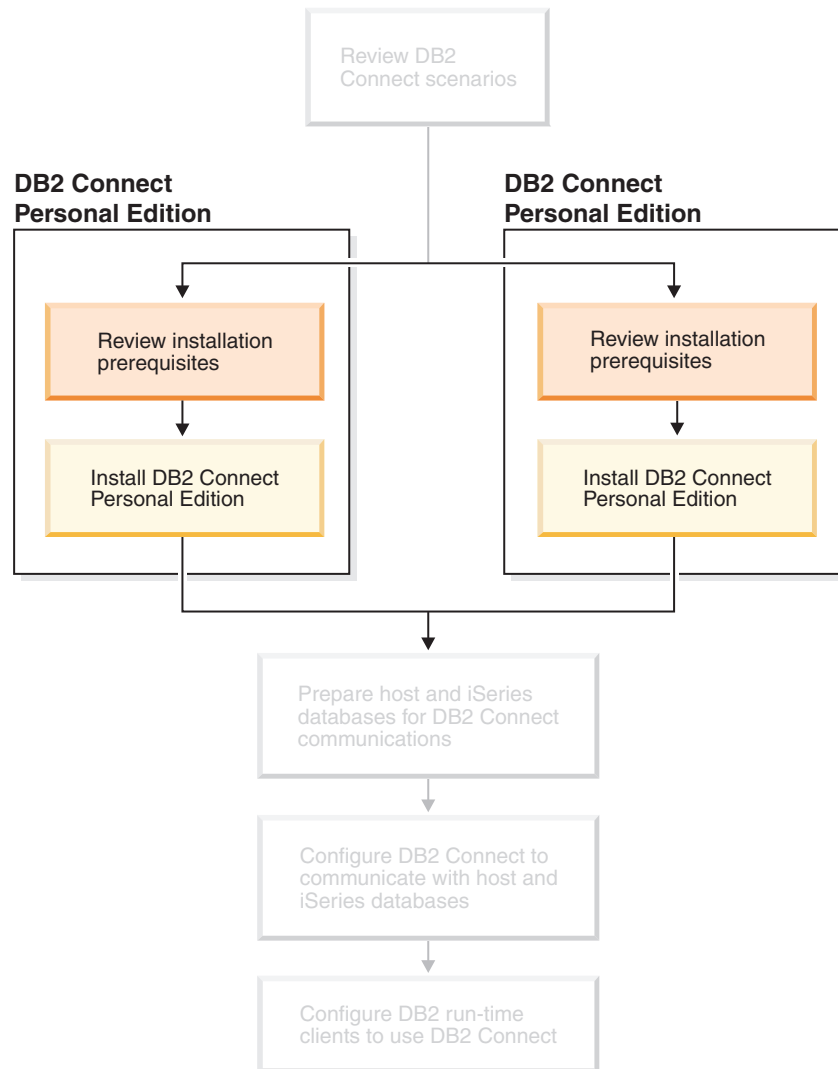 Review DB2
Connect scenarios
DB2 Connect
Personal Edition
Review installation
prerequisites
Install DB2 Connect
Personal Edition
DB2 Connect
Personal Edition
Review installation
prerequisites
Install DB2 Connect
Personal Edition
Prepare host and iSeries
databases for DB2 Connect
communications
Configure DB2 Connect to
communicate with host and
iSeries databases
Configure DB2 run-time
clients to use DB2 Connect